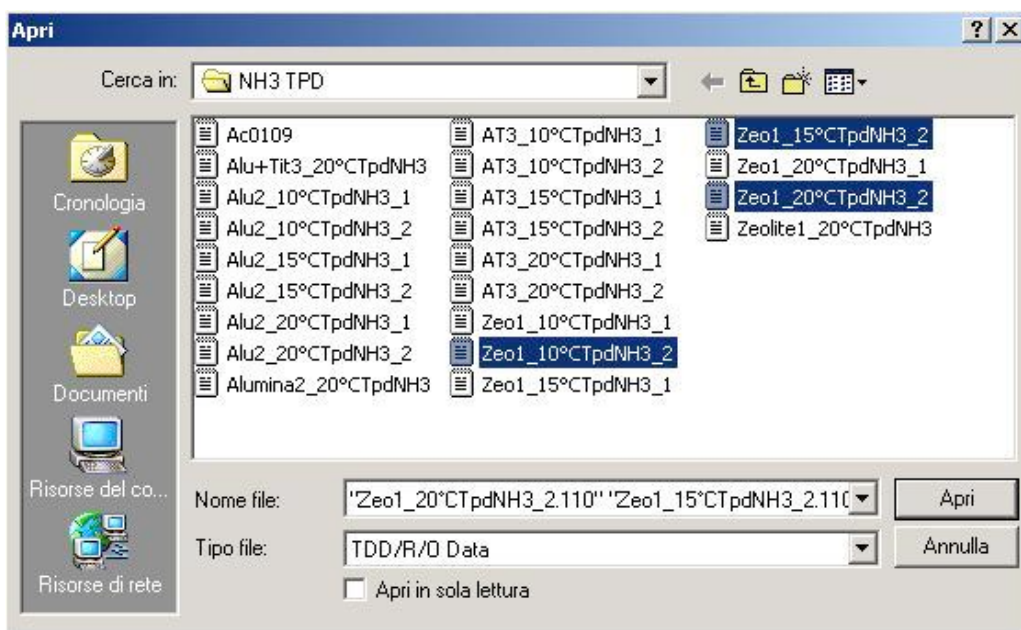 Apri
Cerca in: NH3 TPD
Cronologia
Desktop
Documenti
Risorse del co...
Risorse di rete
Ac0109
Alu+Tit3_20°CTpdNH3
Alu2_10°CTpdNH3_1
Alu2_10°CTpdNH3_2
Alu2_15°CTpdNH3_1
Alu2_15°CTpdNH3_2
Alu2_20°CTpdNH3_1
Alu2_20°CTpdNH3_2
Alumina2_20°CTpdNH3
AT3_10°CTpdNH3_1
AT3_10°CTpdNH3_2
AT3_15°CTpdNH3_1
AT3_15°CTpdNH3_2
AT3_20°CTpdNH3_1
AT3_20°CTpdNH3_2
Zeo1_10°CTpdNH3_1
Zeo1_10°CTpdNH3_2
Zeo1_15°CTpdNH3_1
Zeo1_15°CTpdNH3_2
Zeo1_20°CTpdNH3_1
Zeo1_20°CTpdNH3_2
Zeolite1_20°CTpdNH3
Nome file: "Zeo1_20°CTpdNH3_2.110" "Zeo1_15°CTpdNH3_2.110 Apri
Tipo file: TDD/R/O Data Annulla
Apri in sola lettura